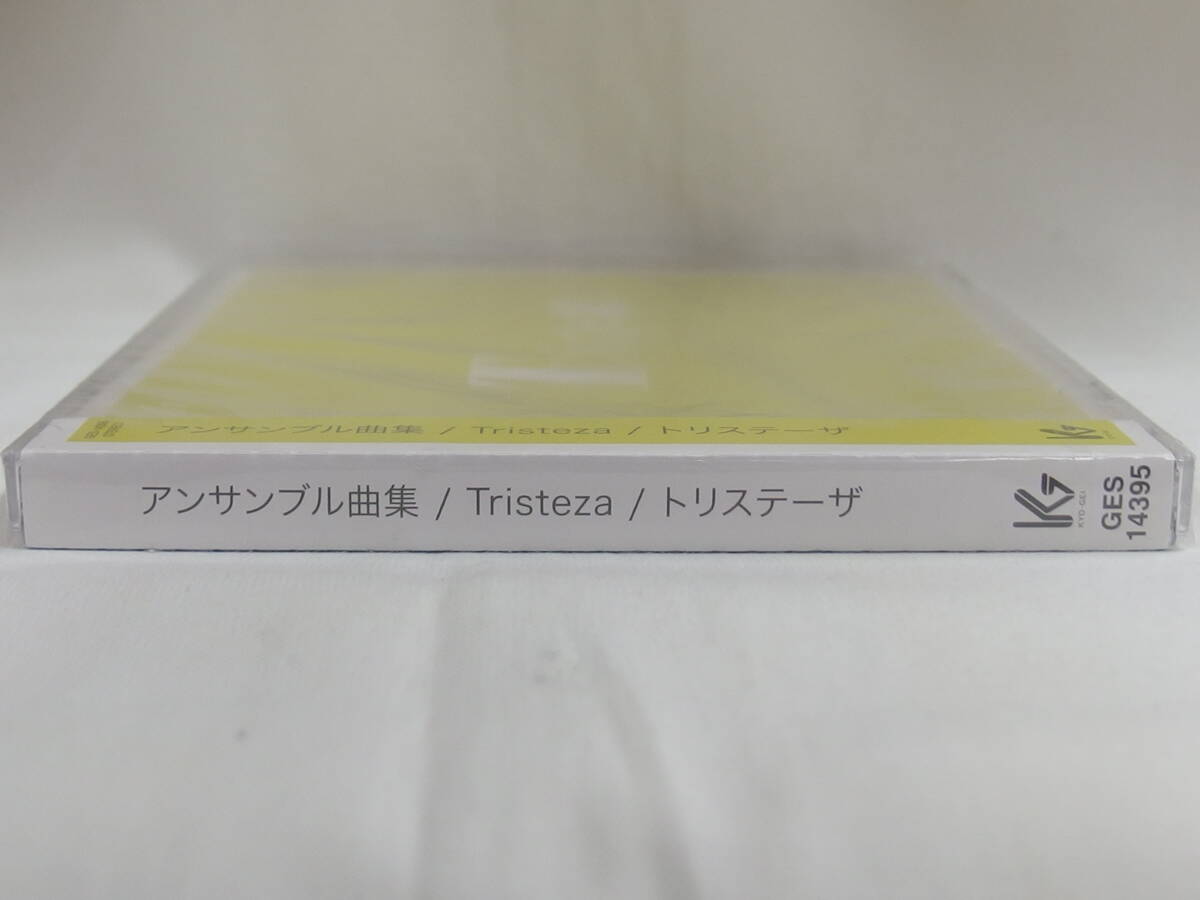 アンサンブル曲集 / Tristeza / トリステーザ
アンサンブル曲集 / Tristeza / トリステーザ
KYO-GEI
GES
14395